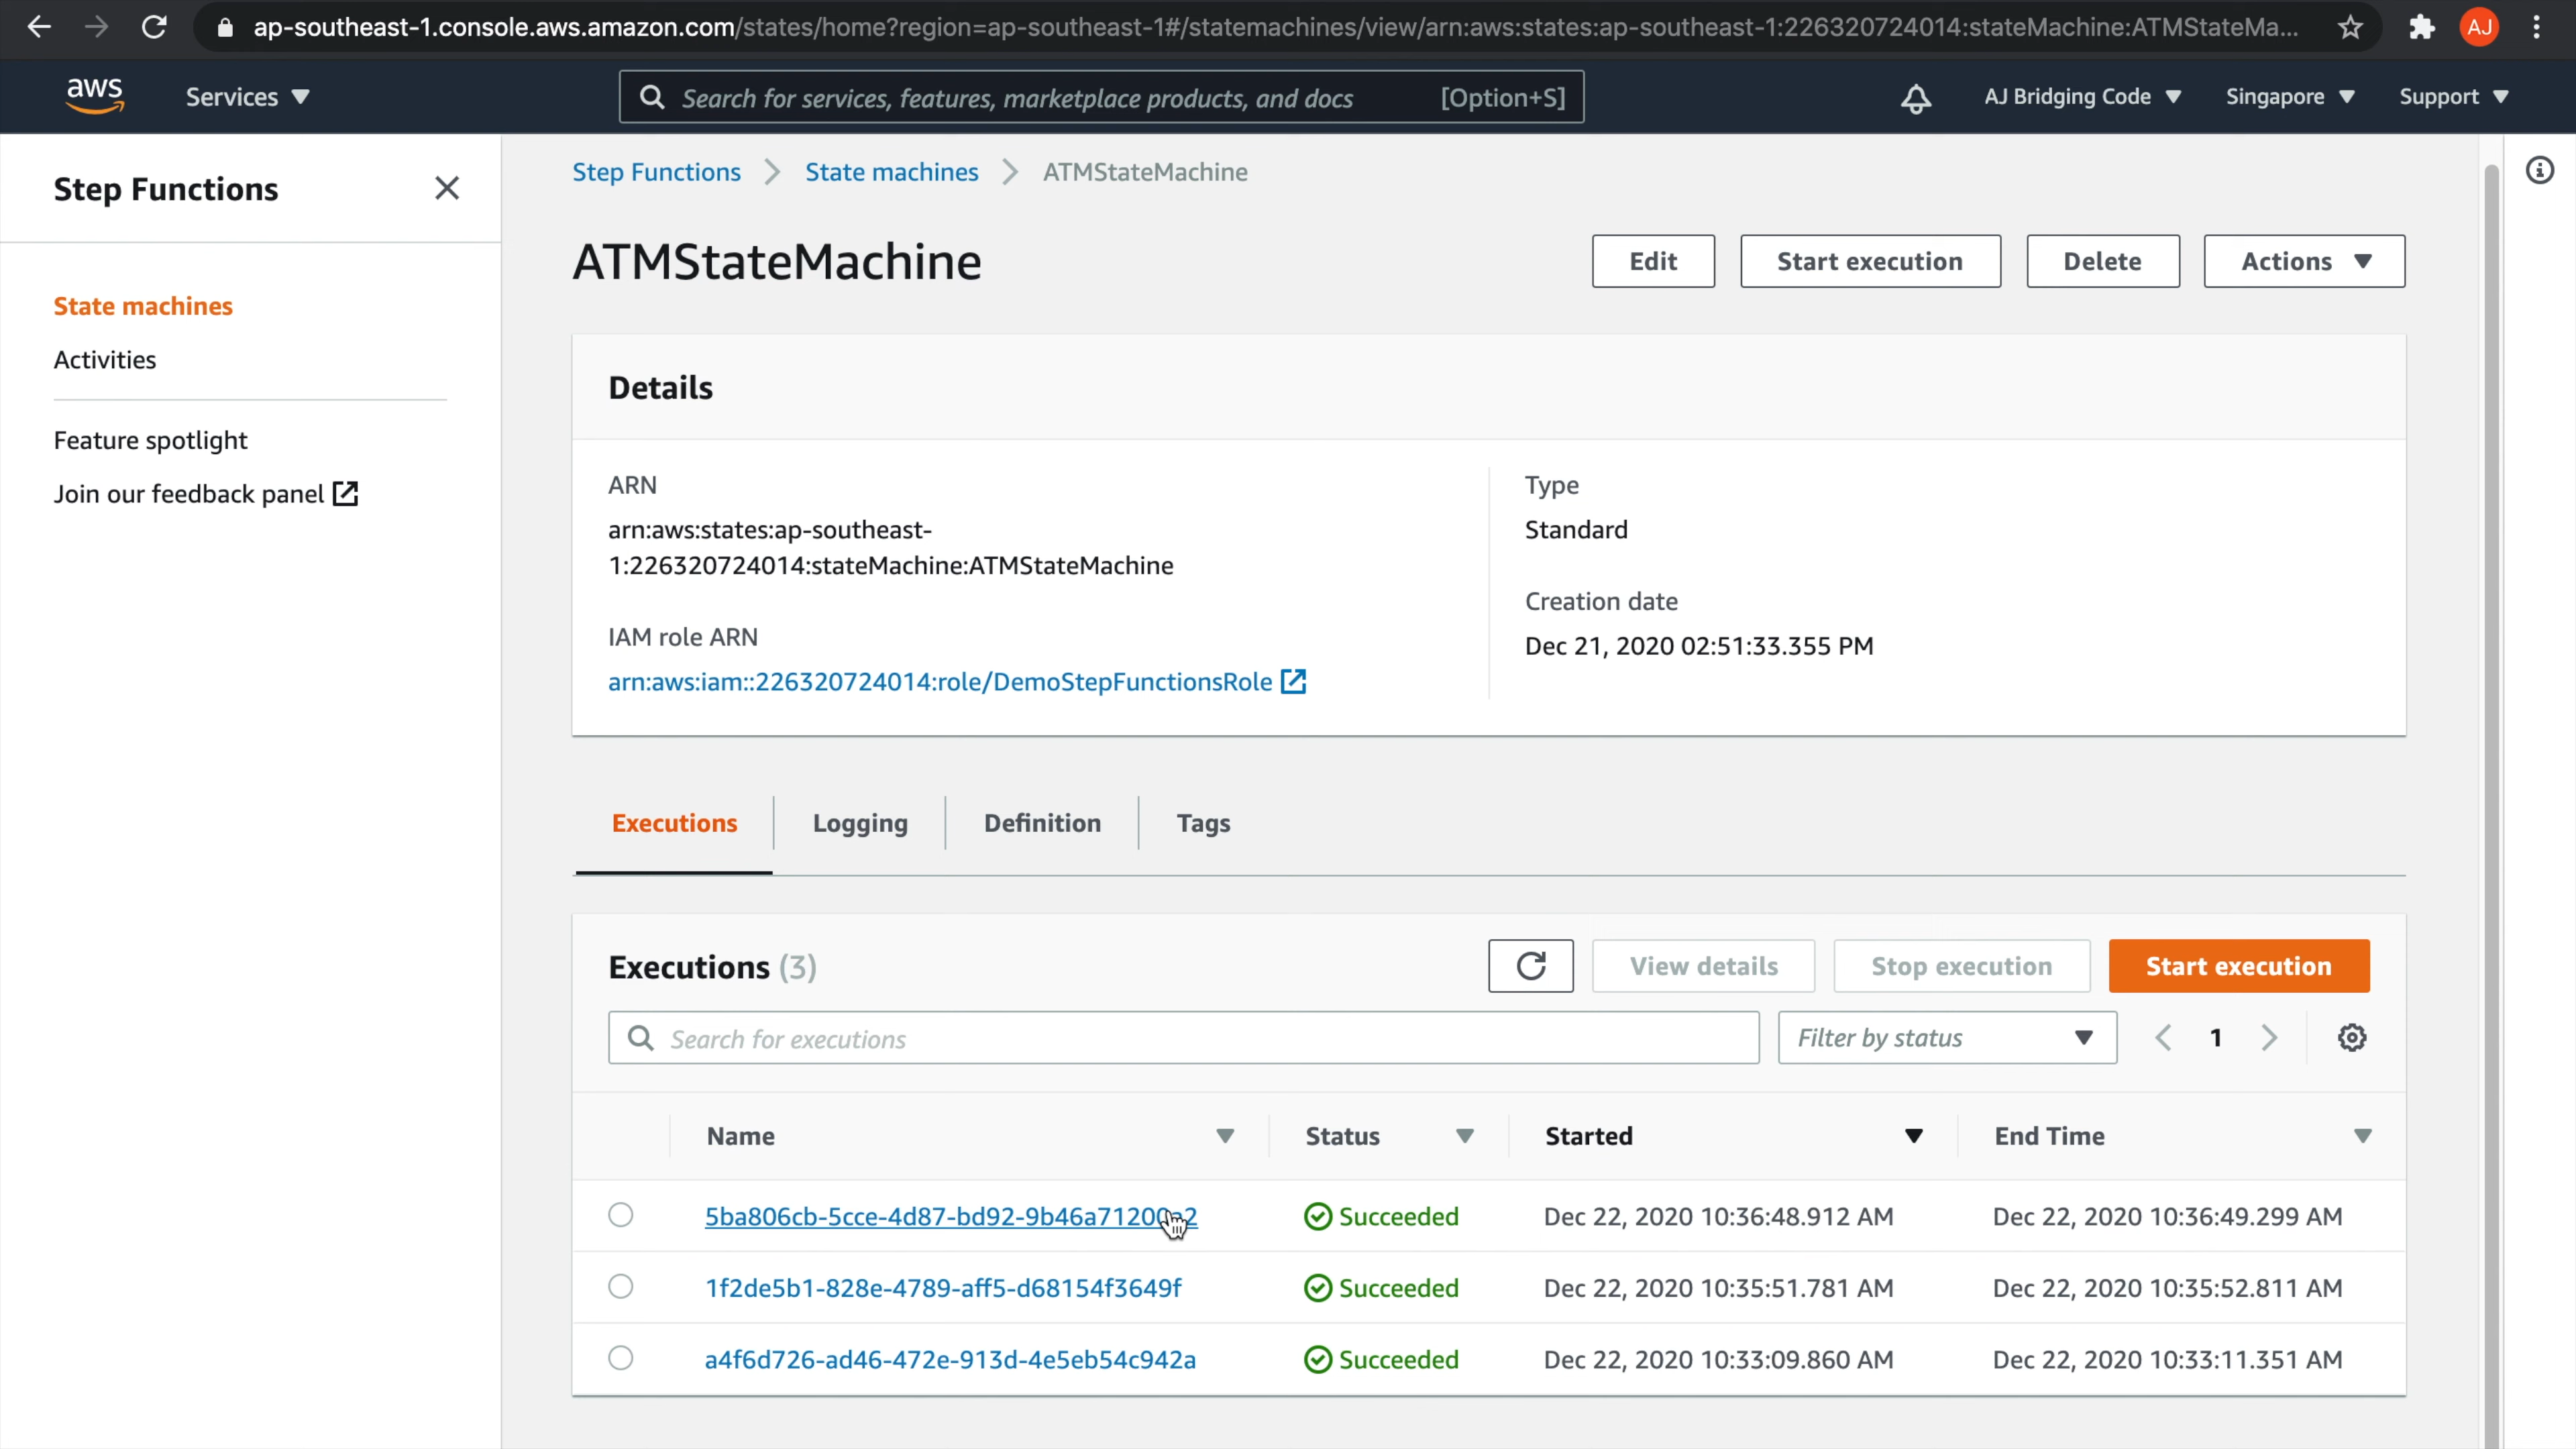 ap-southeast-1.console.aws.amazon.com/states/home?region=ap-southeast-1#/statemachines/view/arn:aws:states:ap-southeast-1:226320724014:stateMachine:ATMStateMa...
AJ
aws
Services
Search for services, features, marketplace products, and docs
[Option+S]
AJ Bridging Code
Singapore
Support
Step Functions
State machines
Activities
Feature spotlight
Join our feedback panel
Step Functions
State machines
ATMStateMachine
ATMStateMachine
Edit
Start execution
Delete
Actions
Details
ARN
arn:aws:states:ap-southeast-
1:226320724014:stateMachine:ATMStateMachine
IAM role ARN
arn:aws:iam::226320724014:role/DemoStepFunctionsRole
Type
Standard
Creation date
Dec 21, 2020 02:51:33.355 PM
Executions
Logging
Definition
Tags
Executions (3)
View details
Stop execution
Start execution
Search for executions
Filter by status
1
Name
Status
Started
End Time
Succeeded
Dec 22, 2020 10:36:48.912 AM
Dec 22, 2020 10:36:49.299 AM
1f2de5b1-828e-4789-aff5-d68154f3649f
Succeeded
Dec 22, 2020 10:35:51.781 AM
Dec 22, 2020 10:35:52.811 AM
a4f6d726-ad46-472e-913d-4e5eb54c942a
Succeeded
Dec 22, 2020 10:33:09.860 AM
Dec 22, 2020 10:33:11.351 AM